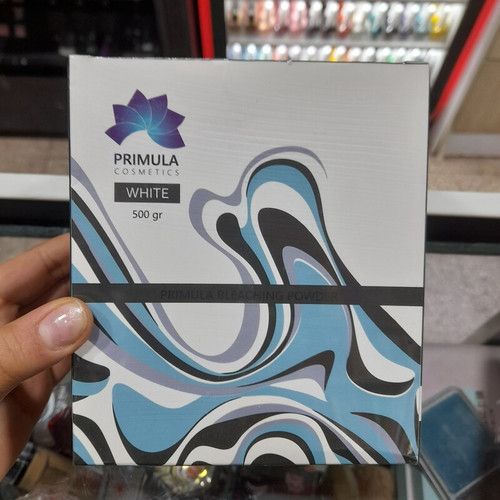 PRIMULA
COSMETICS
WHITE
500 gr
PRIMULA BLEACHING POWDER